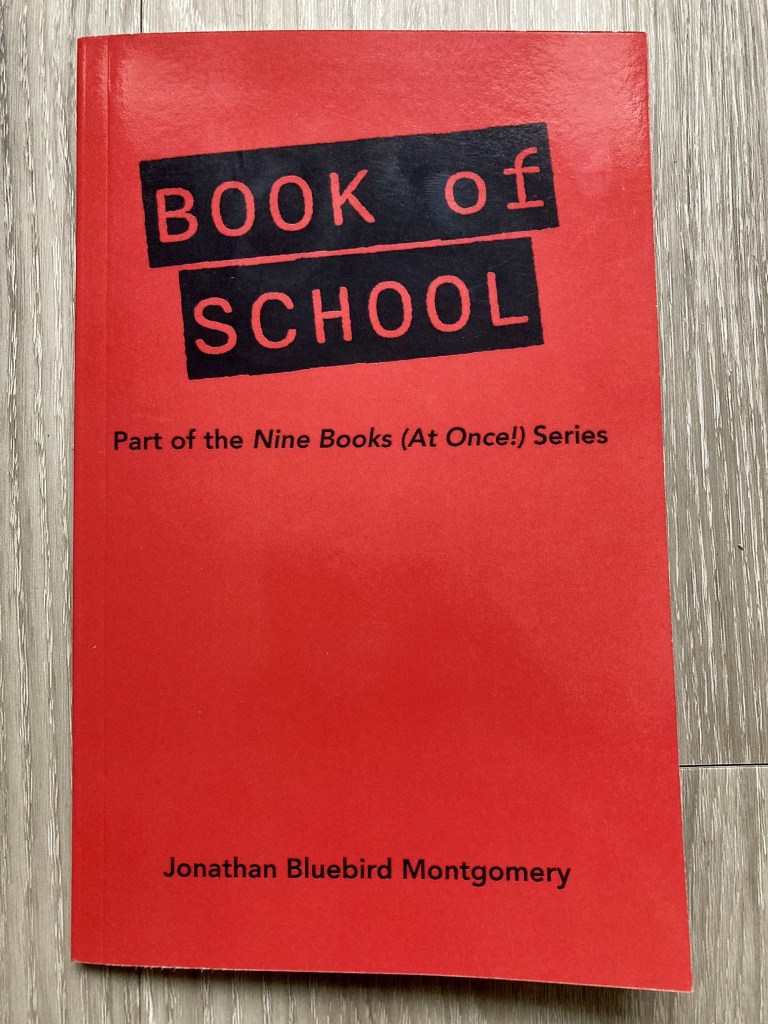 BOOK of
SCHOOL
Part of the Nine Books (At Once!) Series
Jonathan Bluebird Montgomery